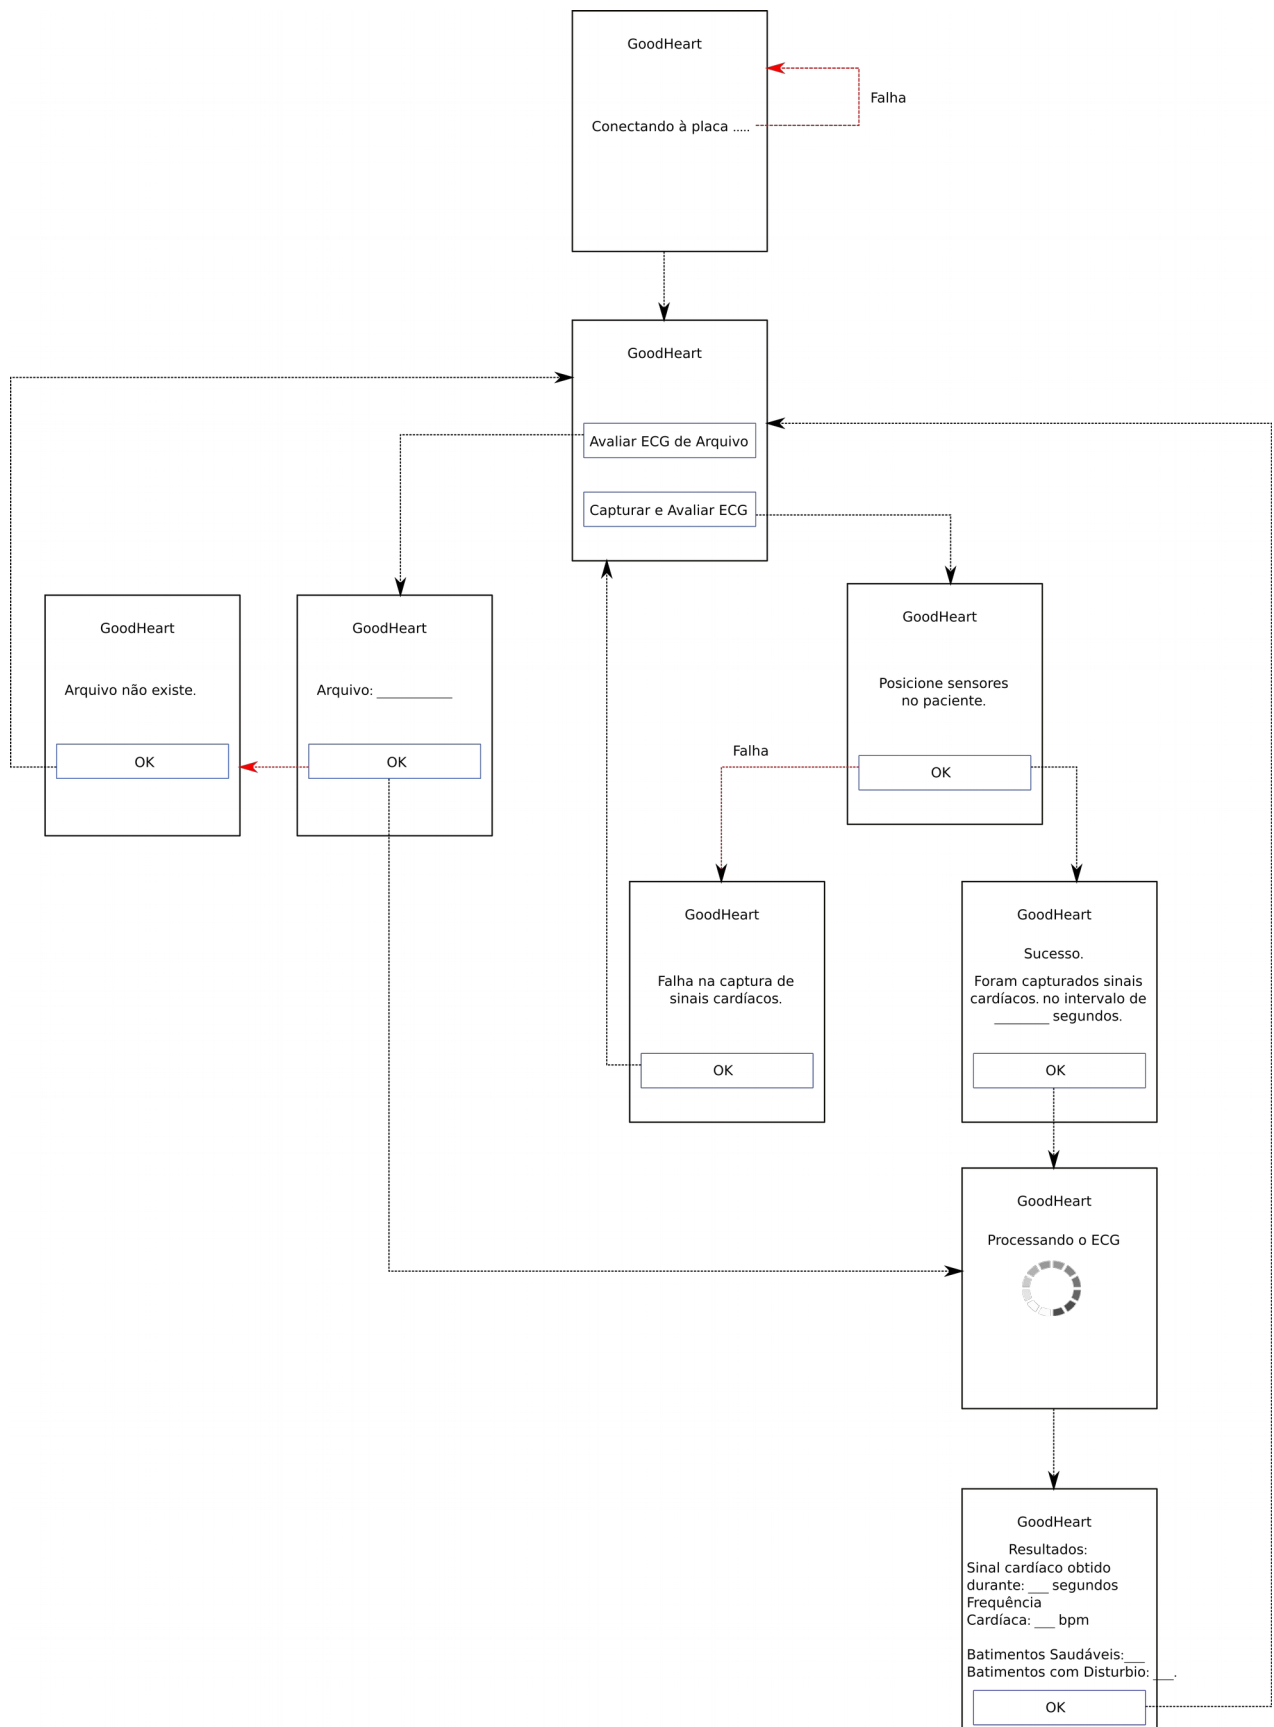 GoodHeart
Falha
Conectando à placa .....
GoodHeart
Avaliar ECG de Arquivo
Capturar e Avaliar ECG
GoodHeart
Arquivo não existe.
OK
GoodHeart
Arquivo: ___________
OK
GoodHeart
Posicione sensores
no paciente.
OK
Falha
GoodHeart
Falha na captura de
sinais cardíacos.
OK
GoodHeart
Sucesso.
Foram capturados sinais
cardíacos. no intervalo de
________ segundos.
OK
GoodHeart
Processando o ECG
GoodHeart
Resultados:
Sinal cardíaco obtido
durante: ___ segundos
Frequência
Cardíaca: ___ bpm
Batimentos Saudáveis:___
Batimentos com Disturbio: ___.
OK